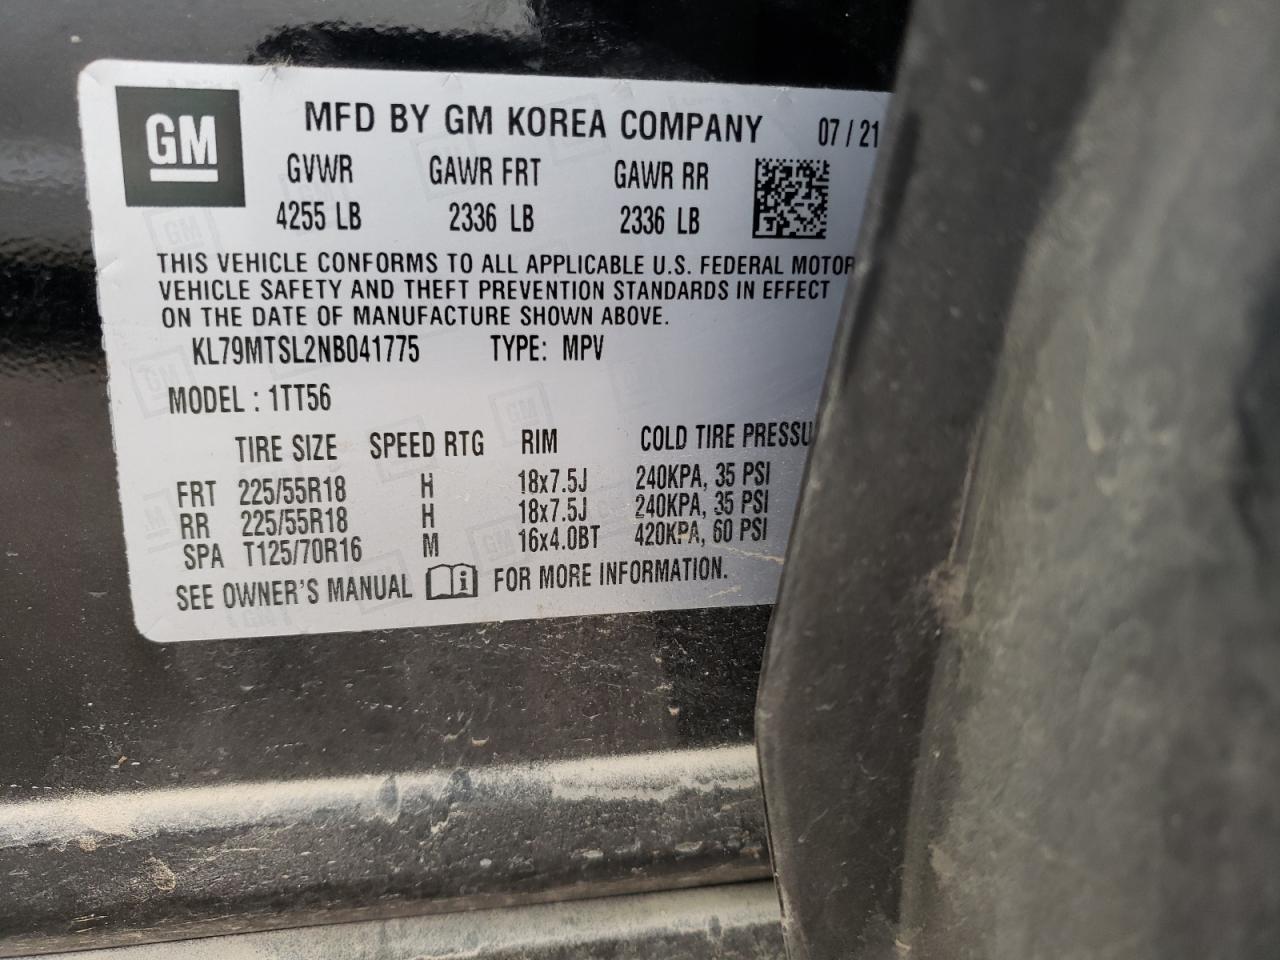 GM
MFD BY GM KOREA COMPANY 07 / 21
GVWR GAWR FRT GAWR RR
4255 LB 2336 LB 2336 LB
THIS VEHICLE CONFORMS TO ALL APPLICABLE U.S. FEDERAL MOTOR
VEHICLE SAFETY AND THEFT PREVENTION STANDARDS IN EFFECT
ON THE DATE OF MANUFACTURE SHOWN ABOVE.
KL79MTSL2NB041775 TYPE: MPV
MODEL : 1TT56
TIRE SIZE SPEED RTG RIM COLD TIRE PRESSU
FRT 225/55R18 H 18x7.5J 240KPA, 35 PSI
RR 225/55R18 H 18x7.5J 240KPA, 35 PSI
SPA T125/70R16 M 16x4.0BT 420KPA, 60 PSI
SEE OWNER'S MANUAL i FOR MORE INFORMATION.